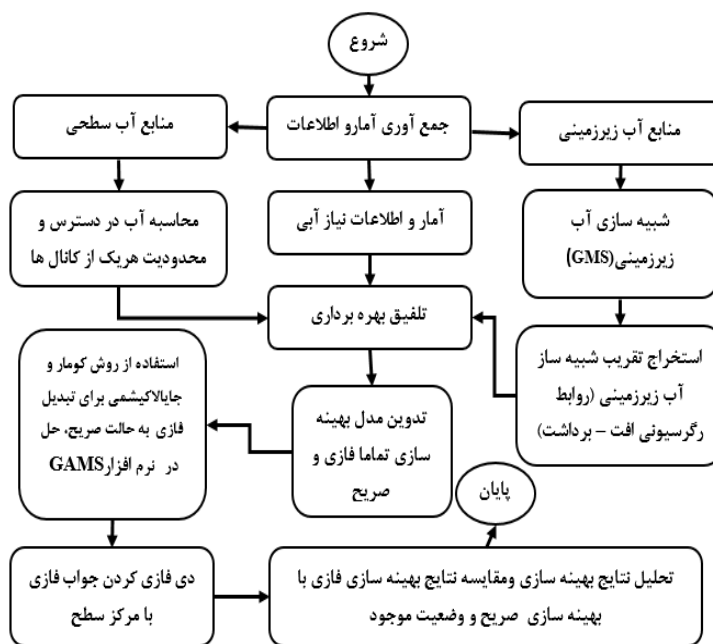 شروع
جمع آوری آمارو اطلاعات
منابع آب زیرزمینی
منابع آب سطحی
شبیه سازی آب
زیرزمینی(GMS)
آمار و اطلاعات نیاز آبی
محاسبه آب در دسترس و
محدودیت هریک از کانال ها
تلفیق بهره برداری
استخراج تقریب شبیه ساز
آب زیرزمینی (روابط
رگرسیونی افت – برداشت)
تدوین مدل بهینه
سازی تماما فازی و
صریح
استفاده از روش کومار و
جایالاکیشمی برای تبدیل
فازی به حالت صریح، حل
در نرم افزارGAMS
دی فازی کردن جواب فازی
با مرکز سطح
تحلیل نتایج بهینه سازی ومقایسه نتایج بهینه سازی فازی با
بهینه سازی صریح و وضعیت موجود
پایان